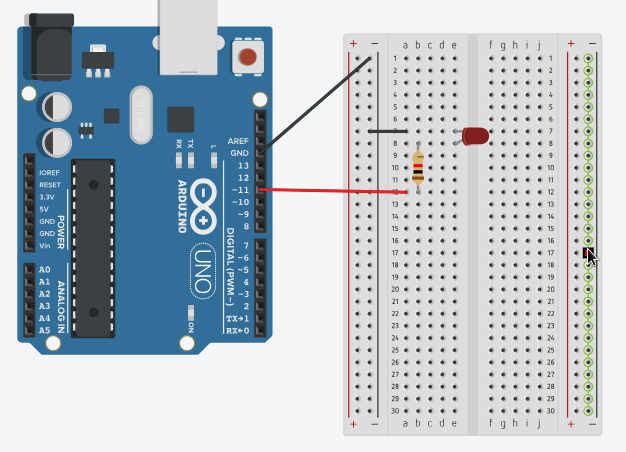 AREF
GND
13
12
~11
~10
~9
8
7
~6
~5
4
~3
2
TX→1
RX←0
DIGITAL (PWM~)
RX
TX
L
ARDUINO
UNO
ON
IOREF
RESET
3.3V
5V
GND
GND
Vin
POWER
A0
A1
A2
A3
A4
A5
ANALOG IN
+ − a b c d e f g h i j + −
1 1
2 2
3 3
4 4
5 5
6 6
7 7
8 8
9 9
10 10
11 11
12 12
13 13
14 14
15 15
16 16
17 17
18 18
19 19
20 20
21 21
22 22
23 23
24 24
25 25
26 26
27 27
28 28
29 29
30 30
+ − a b c d e f g h i j + −